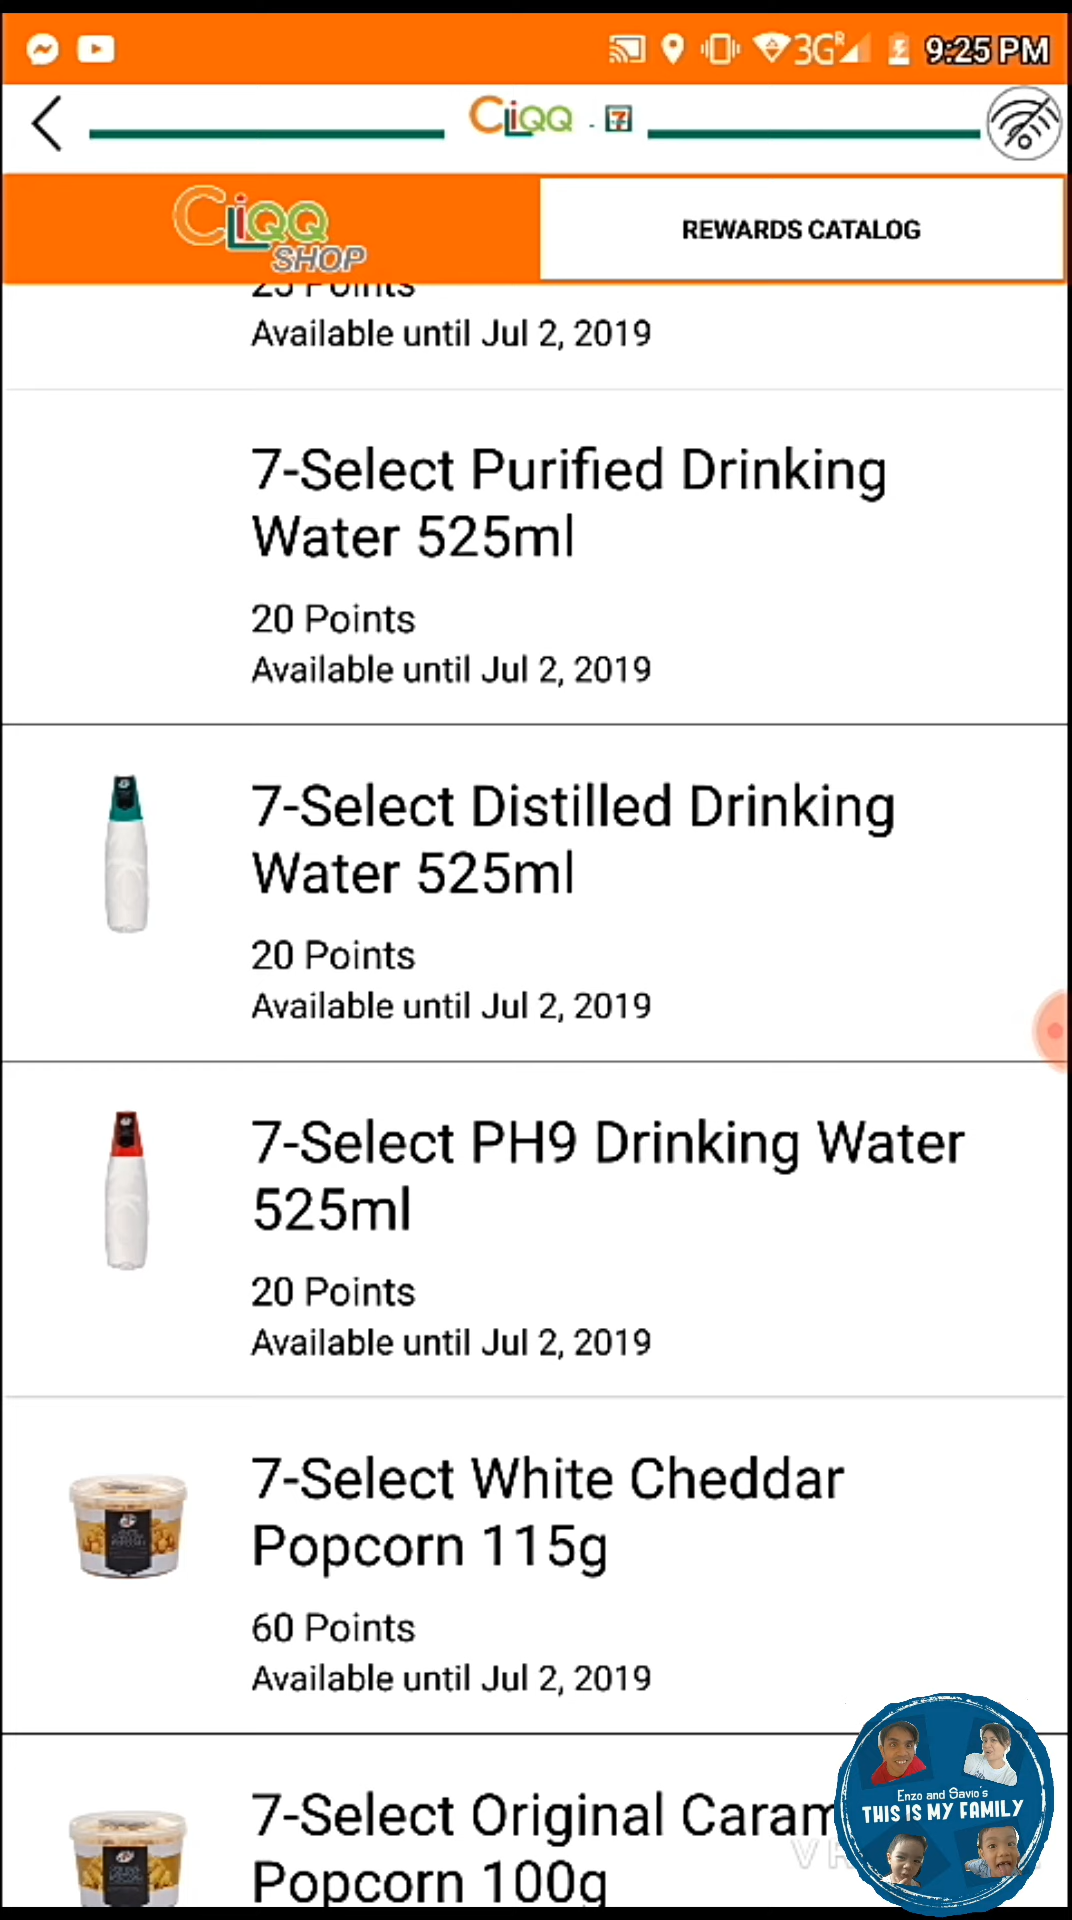 3G R
9:25 PM
CLiQQ - 7
CLiQQ
SHOP
REWARDS CATALOG
25 Points
Available until Jul 2, 2019
7-Select Purified Drinking
Water 525ml
20 Points
Available until Jul 2, 2019
7-Select Distilled Drinking
Water 525ml
20 Points
Available until Jul 2, 2019
7-Select PH9 Drinking Water
525ml
20 Points
Available until Jul 2, 2019
7-Select White Cheddar
Popcorn 115g
60 Points
Available until Jul 2, 2019
7-Select Original Caram
Popcorn 100g
Enzo and Savio's
THIS IS MY FAMILY